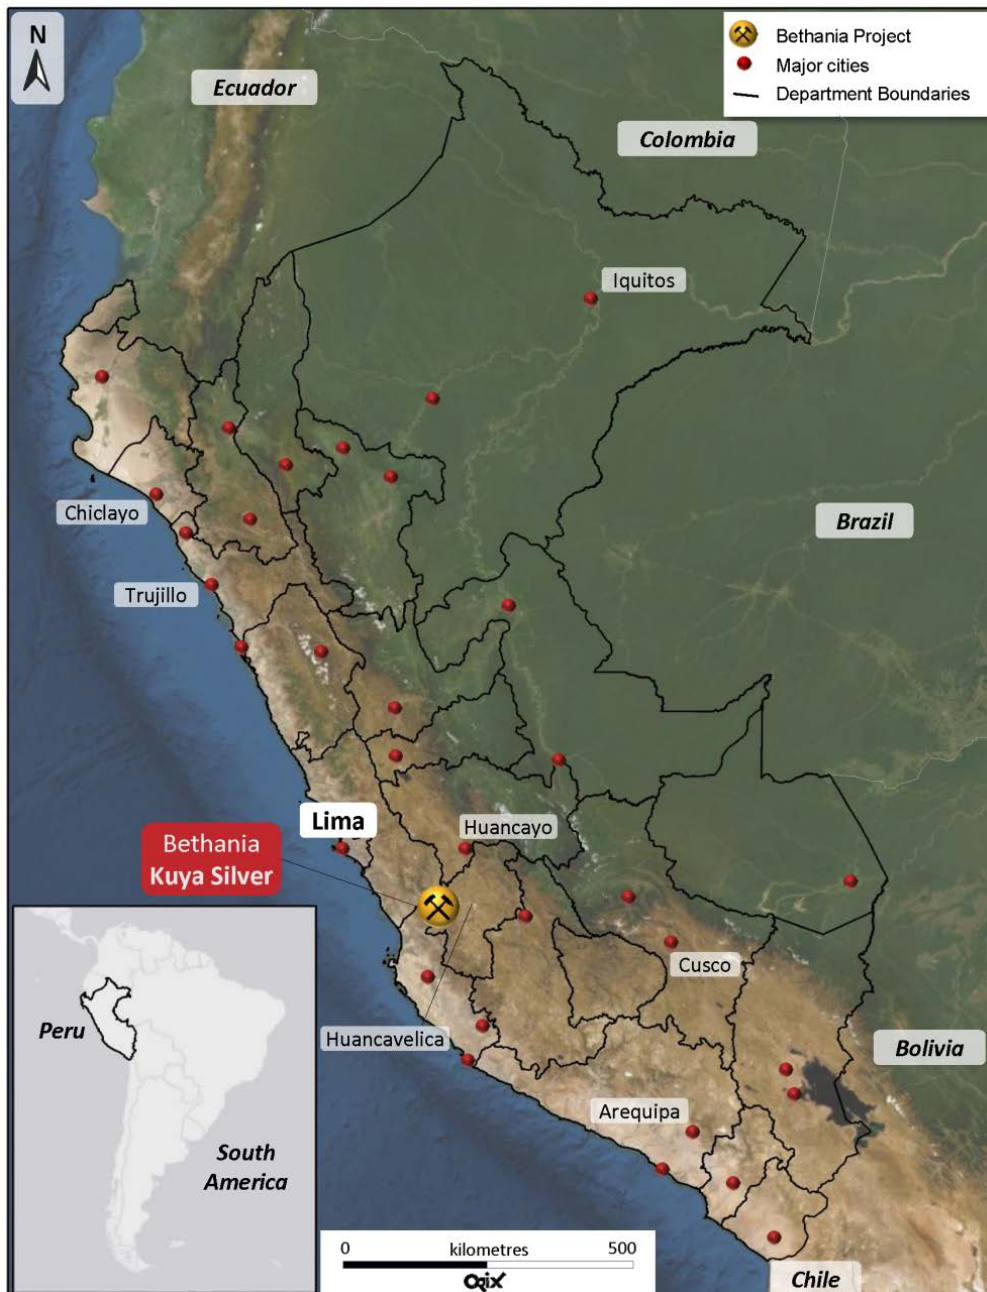 N
Bethania Project
Major cities
Department Boundaries
Ecuador
Colombia
Iquitos
Chiclayo
Brazil
Trujillo
Lima
Huancayo
Bethania
Kuya Silver
Cusco
Peru
Huancavelica
Bolivia
Arequipa
South
America
0 kilometres 500
Qgix
Chile